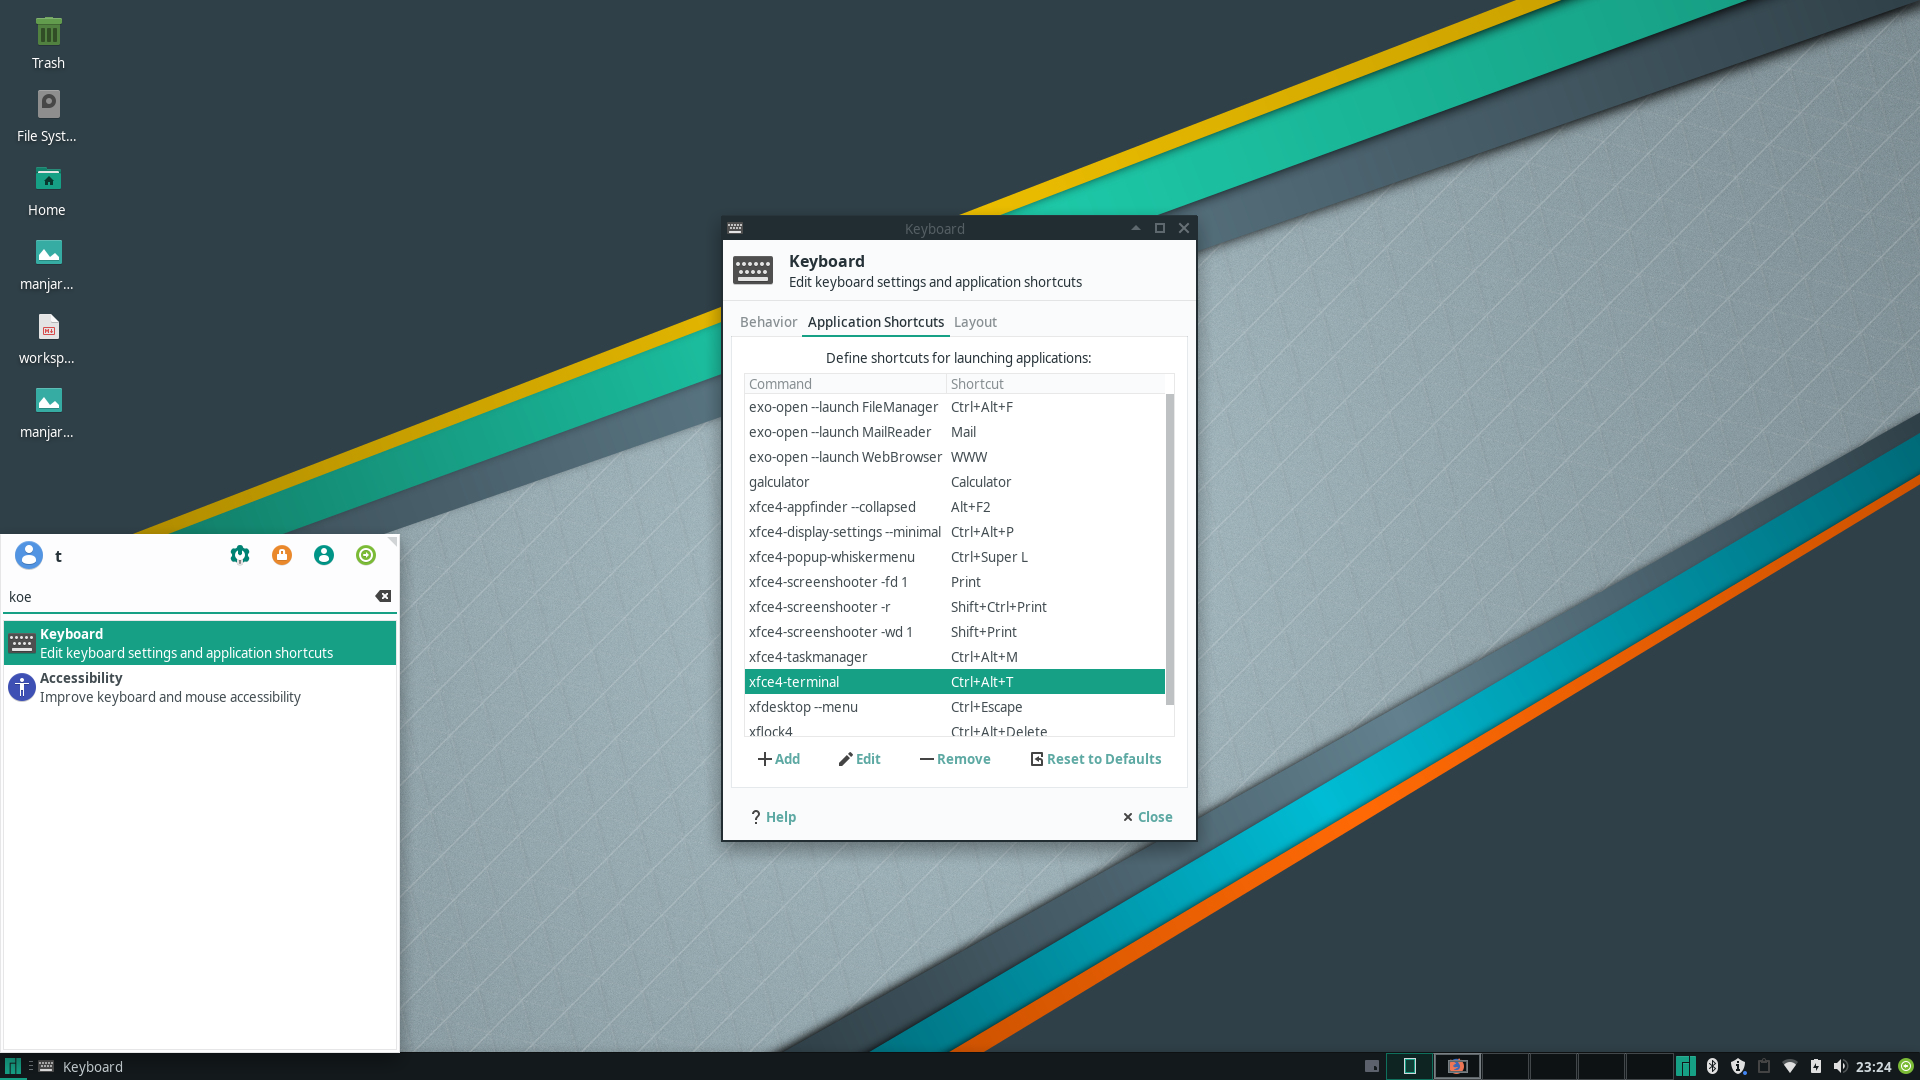 Trash
File Syst...
Home
manjar...
worksp...
manjar...
t
koe
Keyboard
Edit keyboard settings and application shortcuts
Accessibility
Improve keyboard and mouse accessibility
Keyboard
Keyboard
Edit keyboard settings and application shortcuts
Behavior Application Shortcuts Layout
Define shortcuts for launching applications:
Command Shortcut
exo-open --launch FileManager Ctrl+Alt+F
exo-open --launch MailReader Mail
exo-open --launch WebBrowser WWW
galculator Calculator
xfce4-appfinder --collapsed Alt+F2
xfce4-display-settings --minimal Ctrl+Alt+P
xfce4-popup-whiskermenu Ctrl+Super L
xfce4-screenshooter -fd 1 Print
xfce4-screenshooter -r Shift+Ctrl+Print
xfce4-screenshooter -wd 1 Shift+Print
xfce4-taskmanager Ctrl+Alt+M
xfce4-terminal Ctrl+Alt+T
xfdesktop --menu Ctrl+Escape
xflock4 Ctrl+Alt+Delete
Add Edit Remove Reset to Defaults
? Help Close
Keyboard
23:24